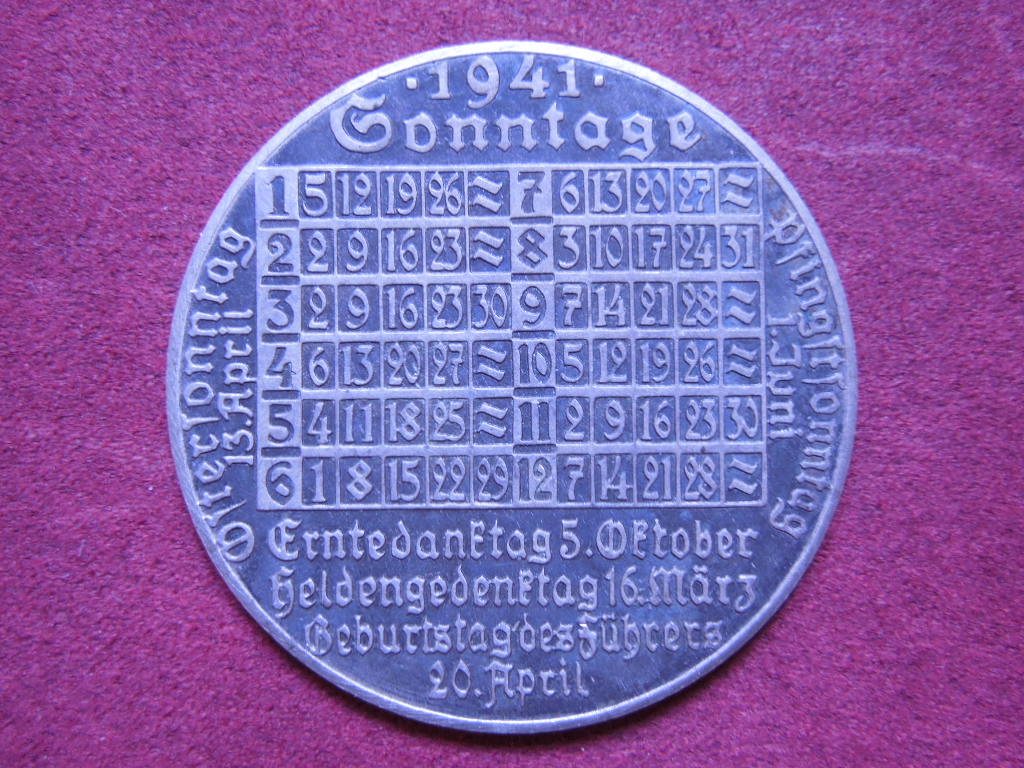 · 1941 ·
Sonntage
1 5 12 19 26 = 7 6 13 20 27 =
2 2 9 16 23 = 8 3 10 17 24 31
3 2 9 16 23 30 9 7 14 21 28 =
4 6 13 20 27 = 10 5 12 19 26 =
5 4 11 18 25 = 11 2 9 16 23 30
6 1 8 15 22 29 12 7 14 21 28 =
Ostersonntag
13. April
Pfingstsonntag
1. Juni
Erntedanktag 5. Oktober
Heldengedenktag 16. März
Geburtstag des Führers
20. April